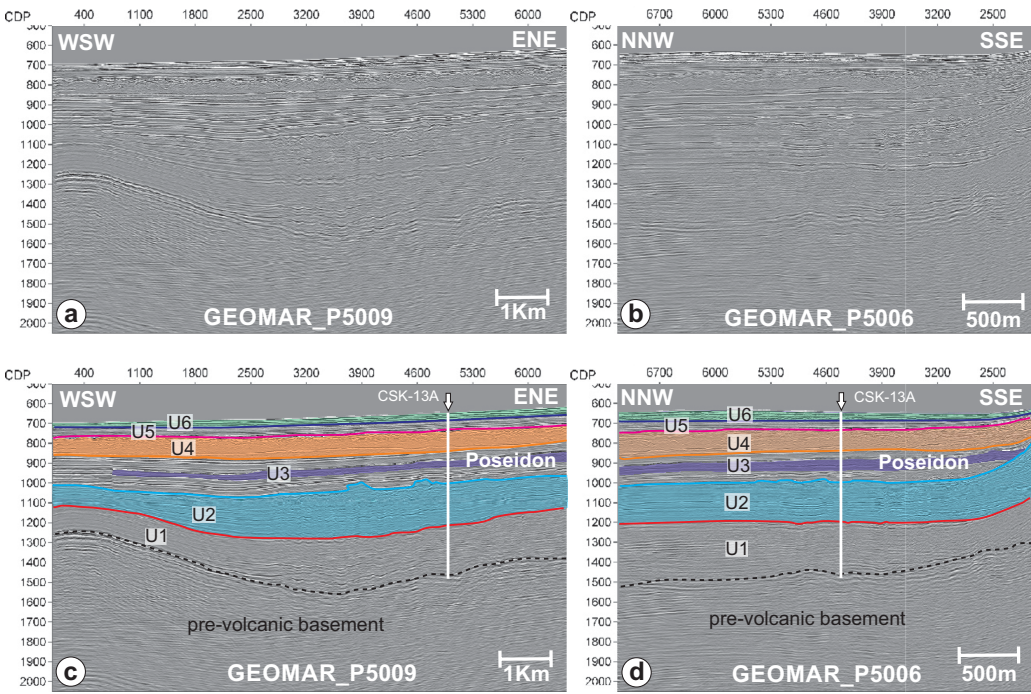 CDP 400 1100 1800 2500 3200 3900 4600 5300 6000
500
WSW ENE
600
700
800
900
1000
1100
1200
1300
1400
1500
1600
1700
1800
1900
2000
a GEOMAR_P5009 1Km
CDP 6700 6000 5300 4600 3900 3200 2500
500
NNW SSE
600
700
800
900
1000
1100
1200
1300
1400
1500
1600
1700
1800
1900
2000
b GEOMAR_P5006 500m
CDP 400 1100 1800 2500 3200 3900 4600 5300 6000
500
WSW CSK-13A ENE
600
700
800
900
1000
1100
1200
1300
1400
1500
1600
1700
1800
1900
2000
U6
U5
U4
Poseidon
U3
U2
U1
pre-volcanic basement
c GEOMAR_P5009 1Km
CDP 6700 6000 5300 4600 3900 3200 2500
500
NNW CSK-13A SSE
600
700
800
900
1000
1100
1200
1300
1400
1500
1600
1700
1800
1900
2000
U6
U5
U4
U3 Poseidon
U2
U1
pre-volcanic basement
d GEOMAR_P5006 500m